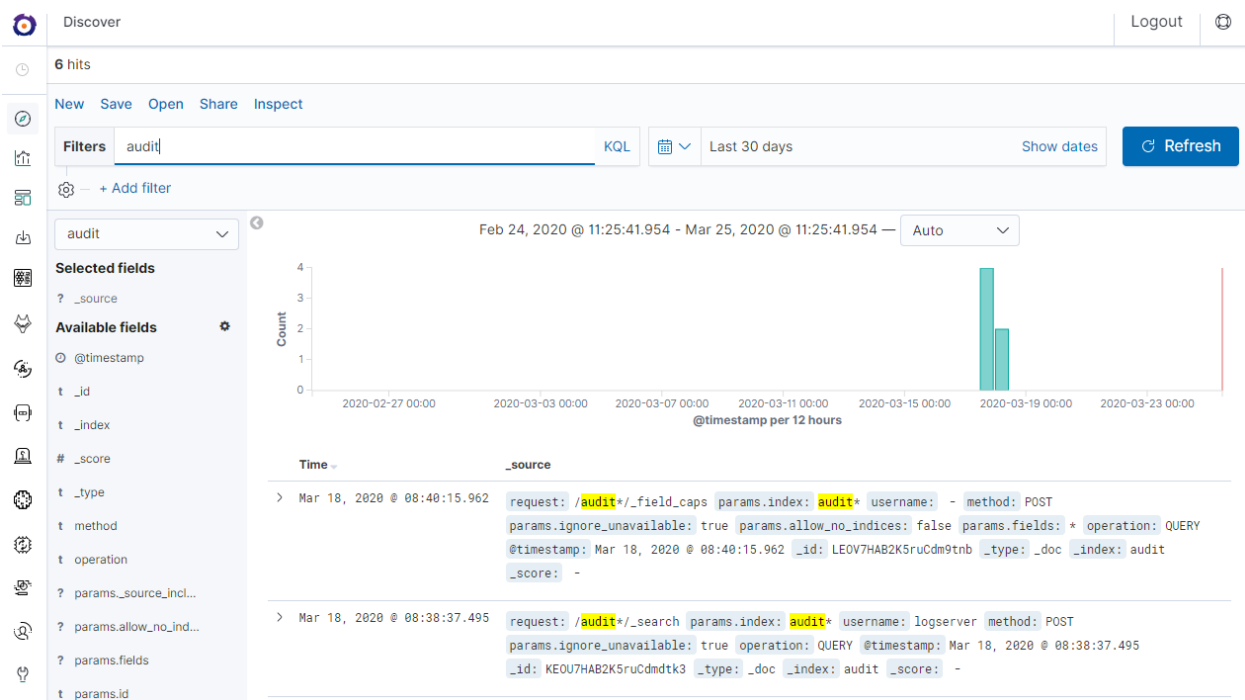 Discover
Logout
6 hits
New Save Open Share Inspect
Filters audit KQL Last 30 days Show dates Refresh
+ Add filter
audit
Selected fields
? _source
Available fields
@timestamp
t _id
t _index
# _score
t _type
t method
t operation
? params._source_incl...
? params.allow_no_ind...
? params.fields
t params.id
Feb 24, 2020 @ 11:25:41.954 - Mar 25, 2020 @ 11:25:41.954 — Auto
Count
4
3
2
1
0
2020-02-27 00:00 2020-03-03 00:00 2020-03-07 00:00 2020-03-11 00:00 2020-03-15 00:00 2020-03-19 00:00 2020-03-23 00:00
@timestamp per 12 hours
Time _source
Mar 18, 2020 @ 08:40:15.962 request: /audit*/_field_caps params.index: audit* username: - method: POST
params.ignore_unavailable: true params.allow_no_indices: false params.fields: * operation: QUERY
@timestamp: Mar 18, 2020 @ 08:40:15.962 _id: LEOV7HAB2K5ruCdm9tnb _type: _doc _index: audit
_score: -
Mar 18, 2020 @ 08:38:37.495 request: /audit*/_search params.index: audit* username: logserver method: POST
params.ignore_unavailable: true operation: QUERY @timestamp: Mar 18, 2020 @ 08:38:37.495
_id: KEOU7HAB2K5ruCdmdtk3 _type: _doc _index: audit _score: -